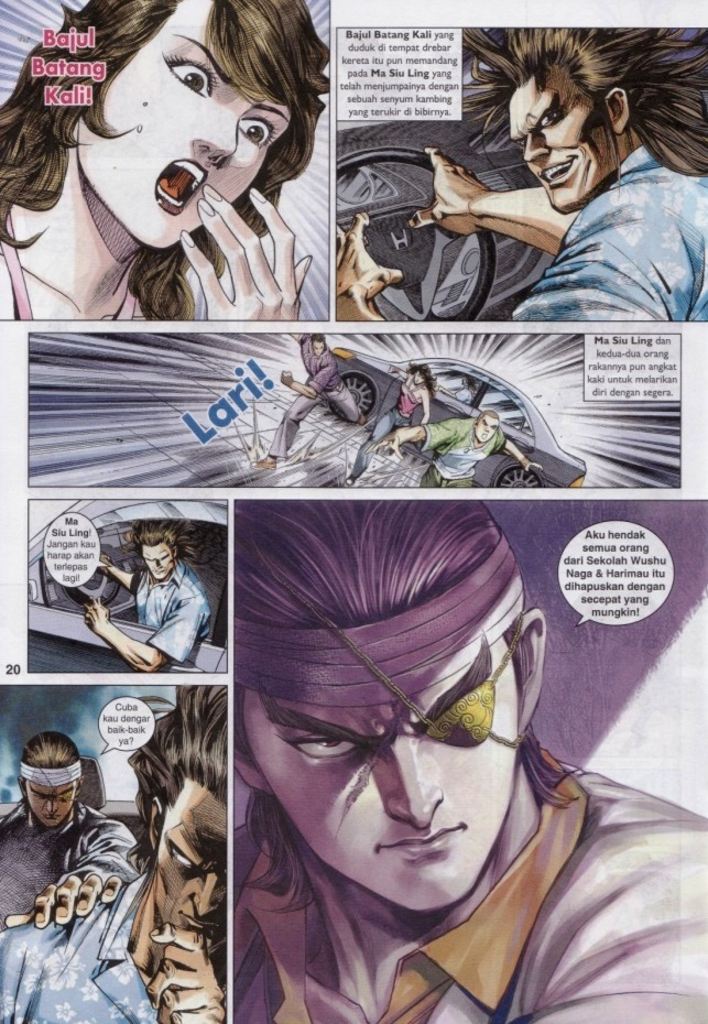 Bajul
Batang
Kali!
Bajul Batang Kali yang
duduk di tempat drebar
kereta itu pun memandang
pada Ma Siu Ling yang
telah menjumpainya dengan
sebuah senyum kambing
yang terukir di bibirnya.
Lari!
Ma Siu Ling dan
kedua-dua orang
rakannya pun angkat
kaki untuk melarikan
diri dengan segera.
Ma
Siu Ling!
Jangan kau
harap akan
terlepas
lagi!
Aku hendak
semua orang
dari Sekolah Wushu
Naga & Harimau itu
dihapuskan dengan
secepat yang
mungkin!
20
Cuba
kau dengar
baik-baik
ya?